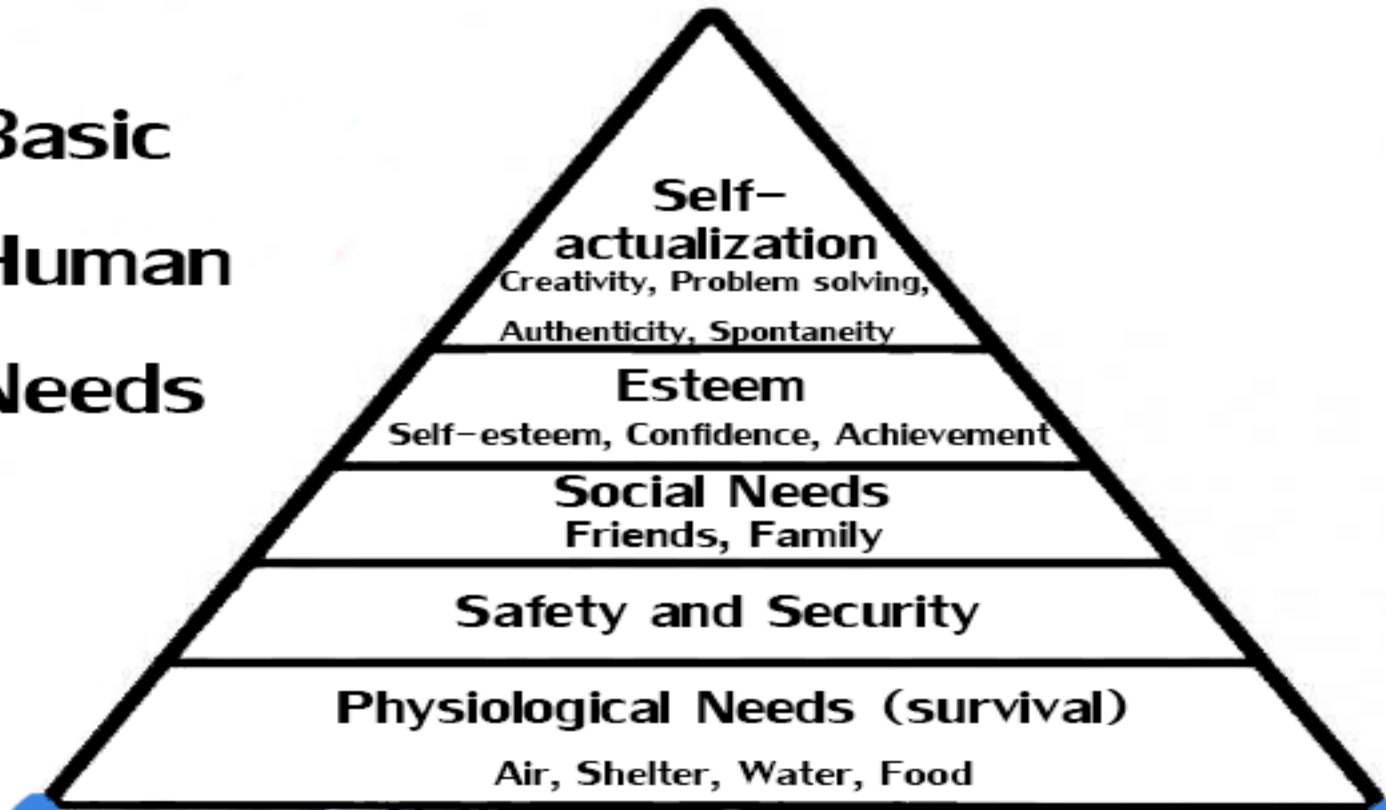 Basic
Human
Needs
Self-
actualization
Creativity, Problem solving,
Authenticity, Spontaneity
Esteem
Self-esteem, Confidence, Achievement
Social Needs
Friends, Family
Safety and Security
Physiological Needs (survival)
Air, Shelter, Water, Food